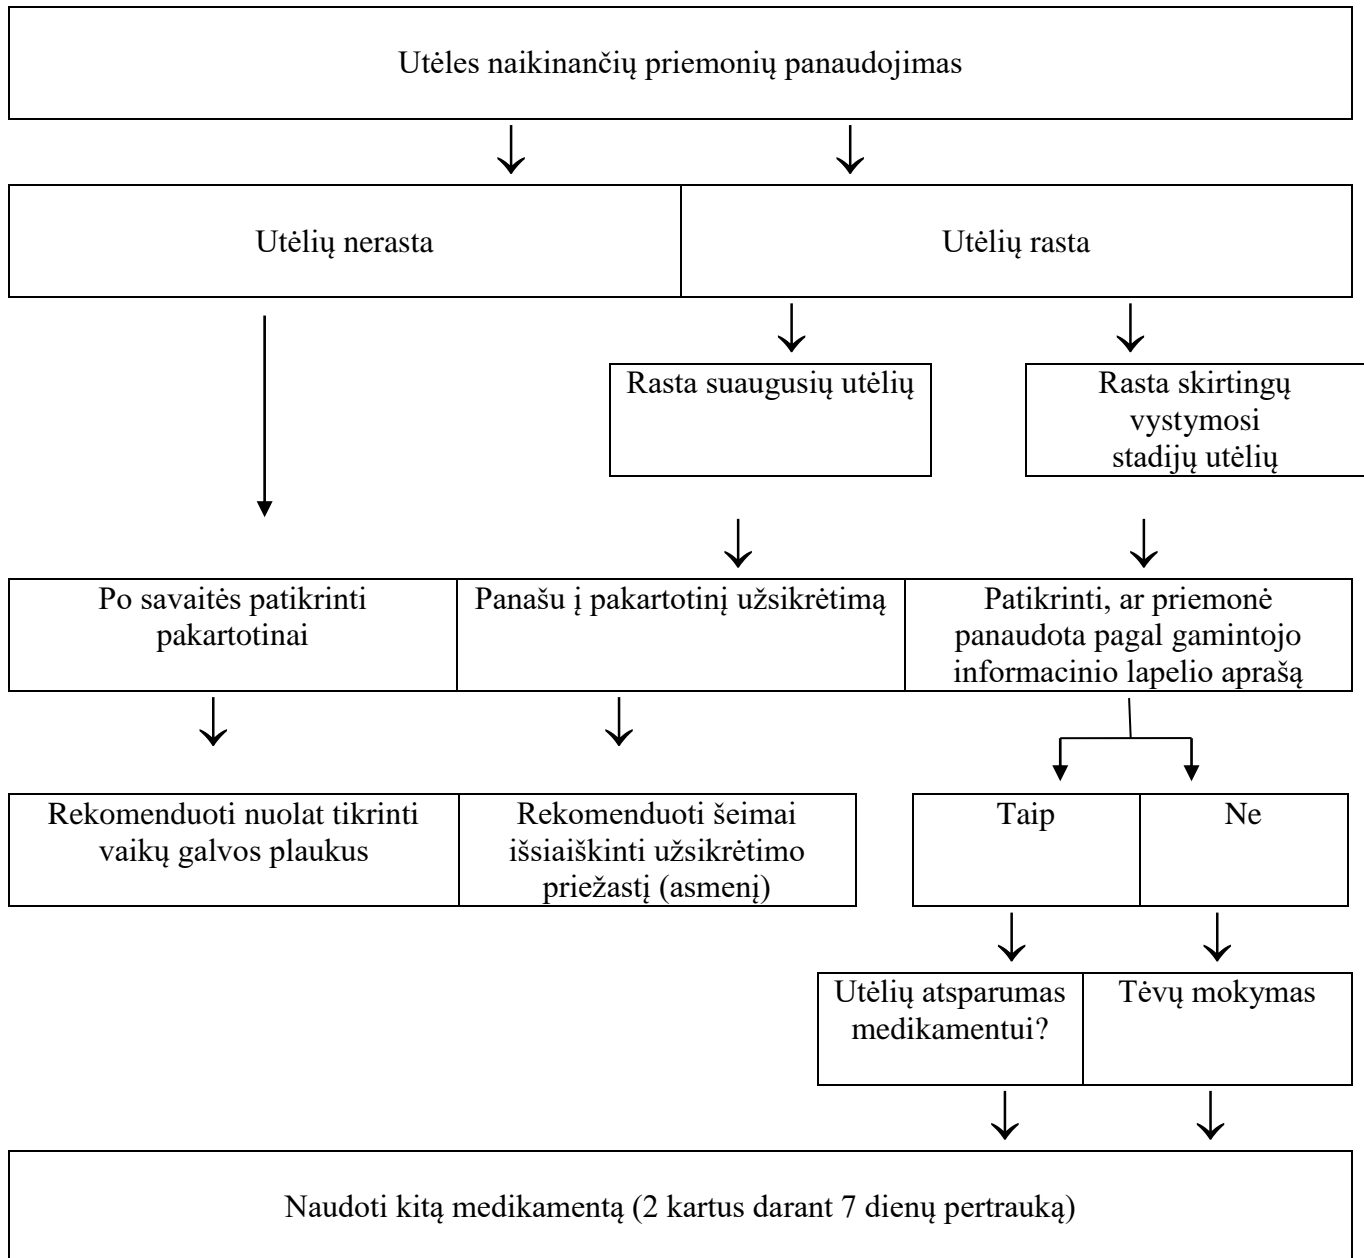 Utėles naikinančių priemonių panaudojimas
Utėlių nerasta
Utėlių rasta
Rasta suaugusių utėlių
Rasta skirtingų
vystymosi
stadijų utėlių
Po savaitės patikrinti
pakartotinai
Panašu į pakartotinį užsikrėtimą
Patikrinti, ar priemonė
panaudota pagal gamintojo
informacinio lapelio aprašą
Rekomenduoti nuolat tikrinti
vaikų galvos plaukus
Rekomenduoti šeimai
išsiaiškinti užsikrėtimo
priežastį (asmenį)
Taip
Ne
Utėlių atsparumas
medikamentui?
Tėvų mokymas
Naudoti kitą medikamentą (2 kartus darant 7 dienų pertrauką)